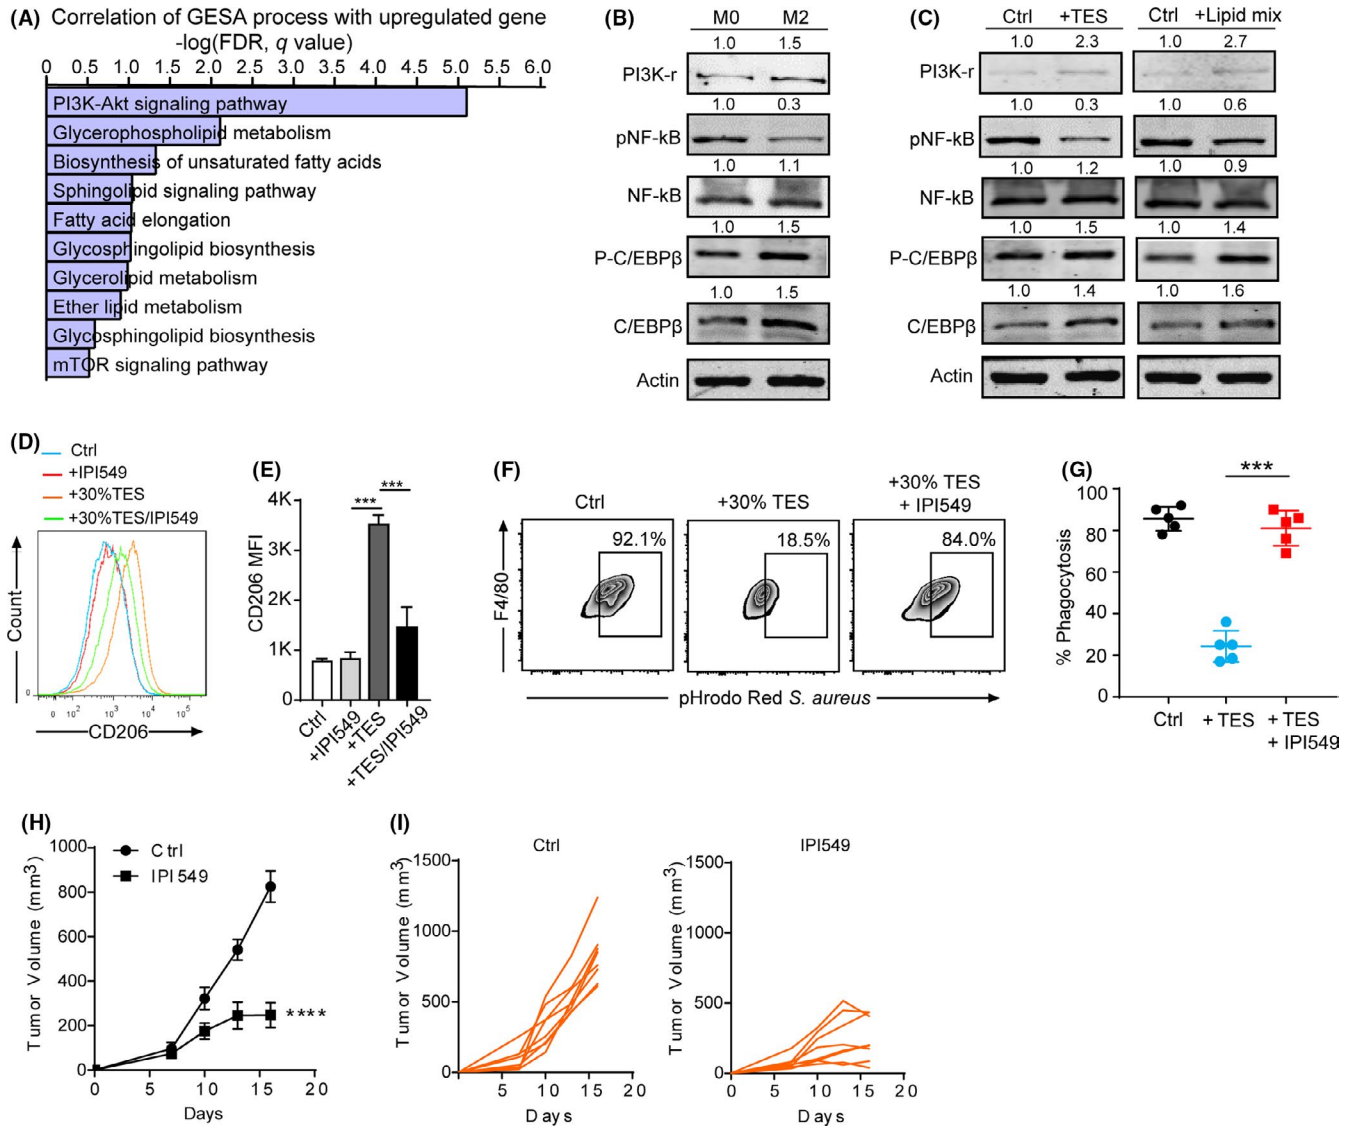 (A) Correlation of GESA process with upregulated gene
-log(FDR, q value)
0 0.5 1.0 1.5 2.0 2.5 3.0 3.5 4.0 4.5 5.0 5.5 6.0
PI3K-Akt signaling pathway
Glycerophospholipid metabolism
Biosynthesis of unsaturated fatty acids
Sphingolipid signaling pathway
Fatty acid elongation
Glycosphingolipid biosynthesis
Glycerolipid metabolism
Ether lipid metabolism
Glycosphingolipid biosynthesis
mTOR signaling pathway
(B) M0 M2
1.0 1.5
PI3K-r
1.0 0.3
pNF-kB
1.0 1.1
NF-kB
1.0 1.5
P-C/EBPβ
1.0 1.5
C/EBPβ
Actin
(C) Ctrl +TES Ctrl +Lipid mix
1.0 2.3 1.0 2.7
PI3K-r
1.0 0.3 1.0 0.6
pNF-kB
1.0 1.2 1.0 0.9
NF-kB
1.0 1.5 1.0 1.4
P-C/EBPβ
1.0 1.4 1.0 1.6
C/EBPβ
Actin
(D)
Ctrl
+IPI549
+30%TES
+30%TES/IPI549
Count
0
0 10² 10³ 10⁴ 10⁵
CD206
(E)
CD206 MFI
4K
3K
2K
1K
0
*** ***
Ctrl
+IPI549
+TES
+TES/IPI549
(F)
Ctrl +30% TES +30% TES
+ IPI549
92.1% 18.5% 84.0%
F4/80
pHrodo Red S. aureus
(G)
***
% Phagocytosis
100
80
60
40
20
0
Ctrl + TES + TES
+ IPI549
(H)
Tumor Volume (mm³)
1000
800
600
400
200
0
Ctrl
IPI549
****
0 5 10 15 20
Days
(I)
Ctrl
Tumor Volume (mm³)
1500
1000
500
0
0 5 10 15 20
Days
IPI549
Tumor Volume (mm³)
1500
1000
500
0
0 5 10 15 20
Days